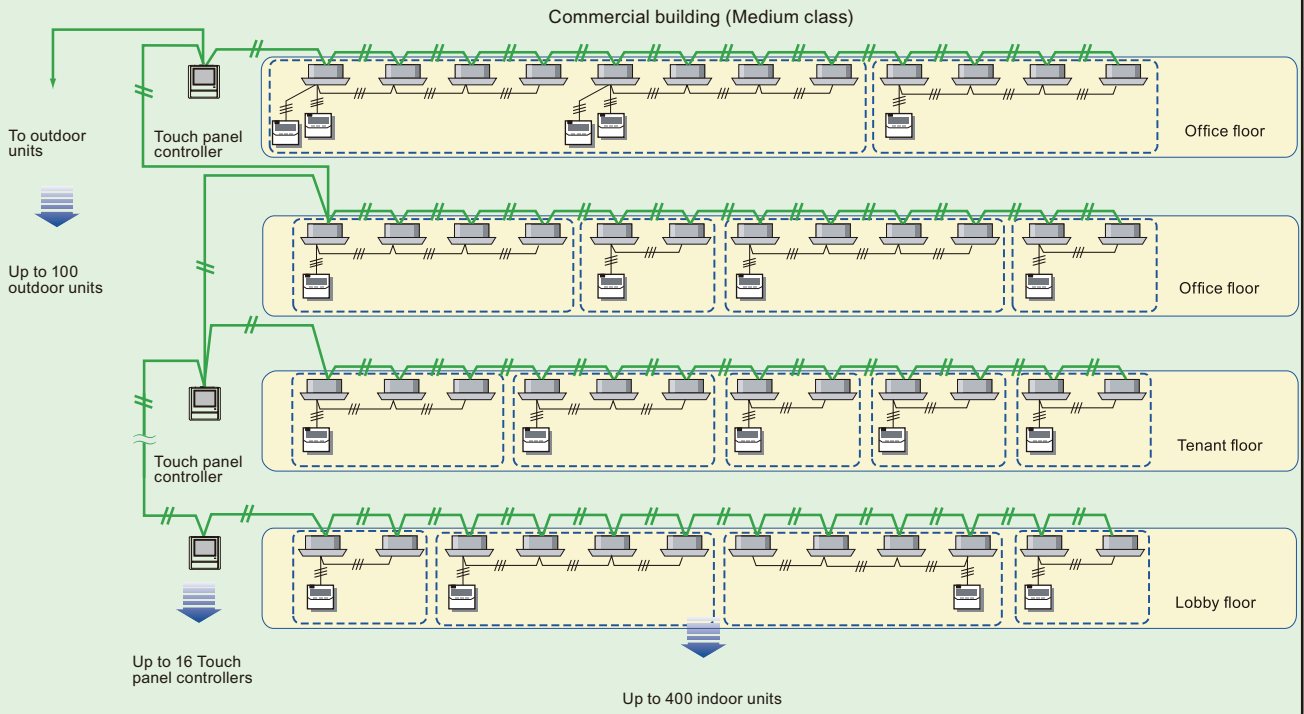 Commercial building (Medium class)
To outdoor
units
Touch panel
controller
Office floor
Up to 100
outdoor units
Office floor
Touch panel
controller
Tenant floor
Lobby floor
Up to 16 Touch
panel controllers
Up to 400 indoor units